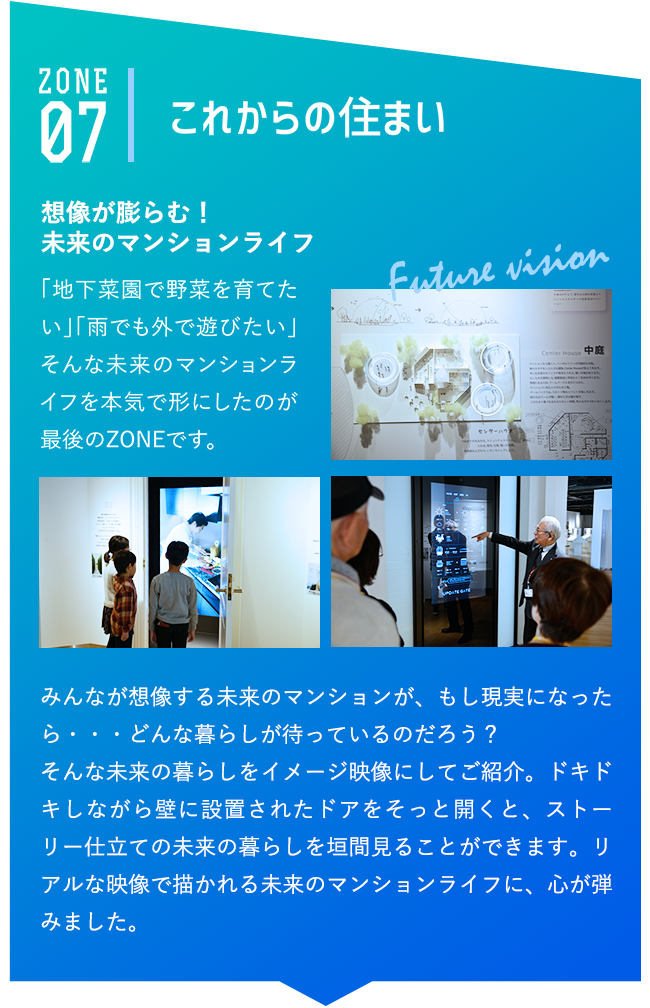 ZONE
07
これからの住まい
想像が膨らむ！
未来のマンションライフ
Future vision
「地下菜園で野菜を育てた
い」「雨でも外で遊びたい」
そんな未来のマンションラ
イフを本気で形にしたのが
最後のZONEです。
Center House 中庭
センターハウス
UPDATE GATE
みんなが想像する未来のマンションが、もし現実になった
ら・・・どんな暮らしが待っているのだろう？
そんな未来の暮らしをイメージ映像にしてご紹介。ドキド
キしながら壁に設置されたドアをそっと開くと、ストー
リー仕立ての未来の暮らしを垣間見ることができます。リ
アルな映像で描かれる未来のマンションライフに、心が弾
みました。